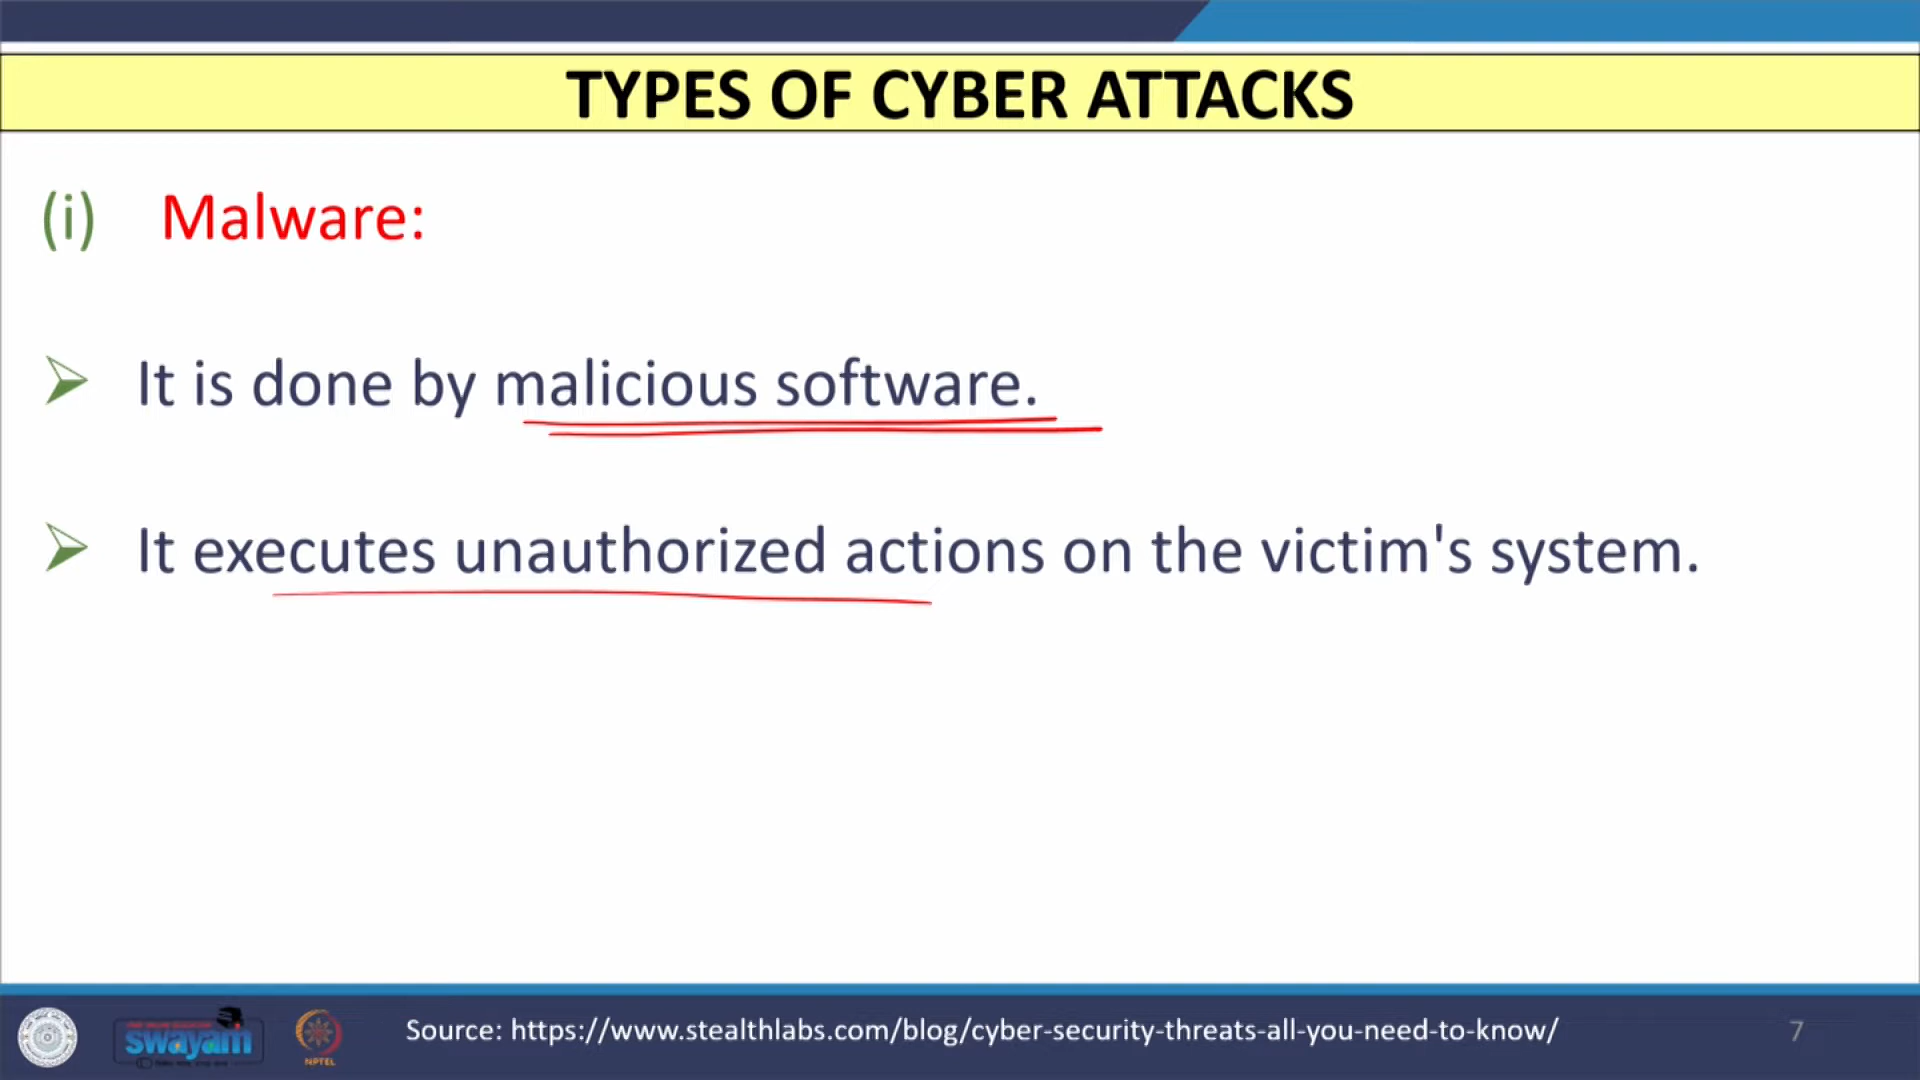 TYPES OF CYBER ATTACKS
(i) Malware:
It is done by malicious software.
It executes unauthorized actions on the victim's system.
swayam
NPTEL
Source: https://www.stealthlabs.com/blog/cyber-security-threats-all-you-need-to-know/
7